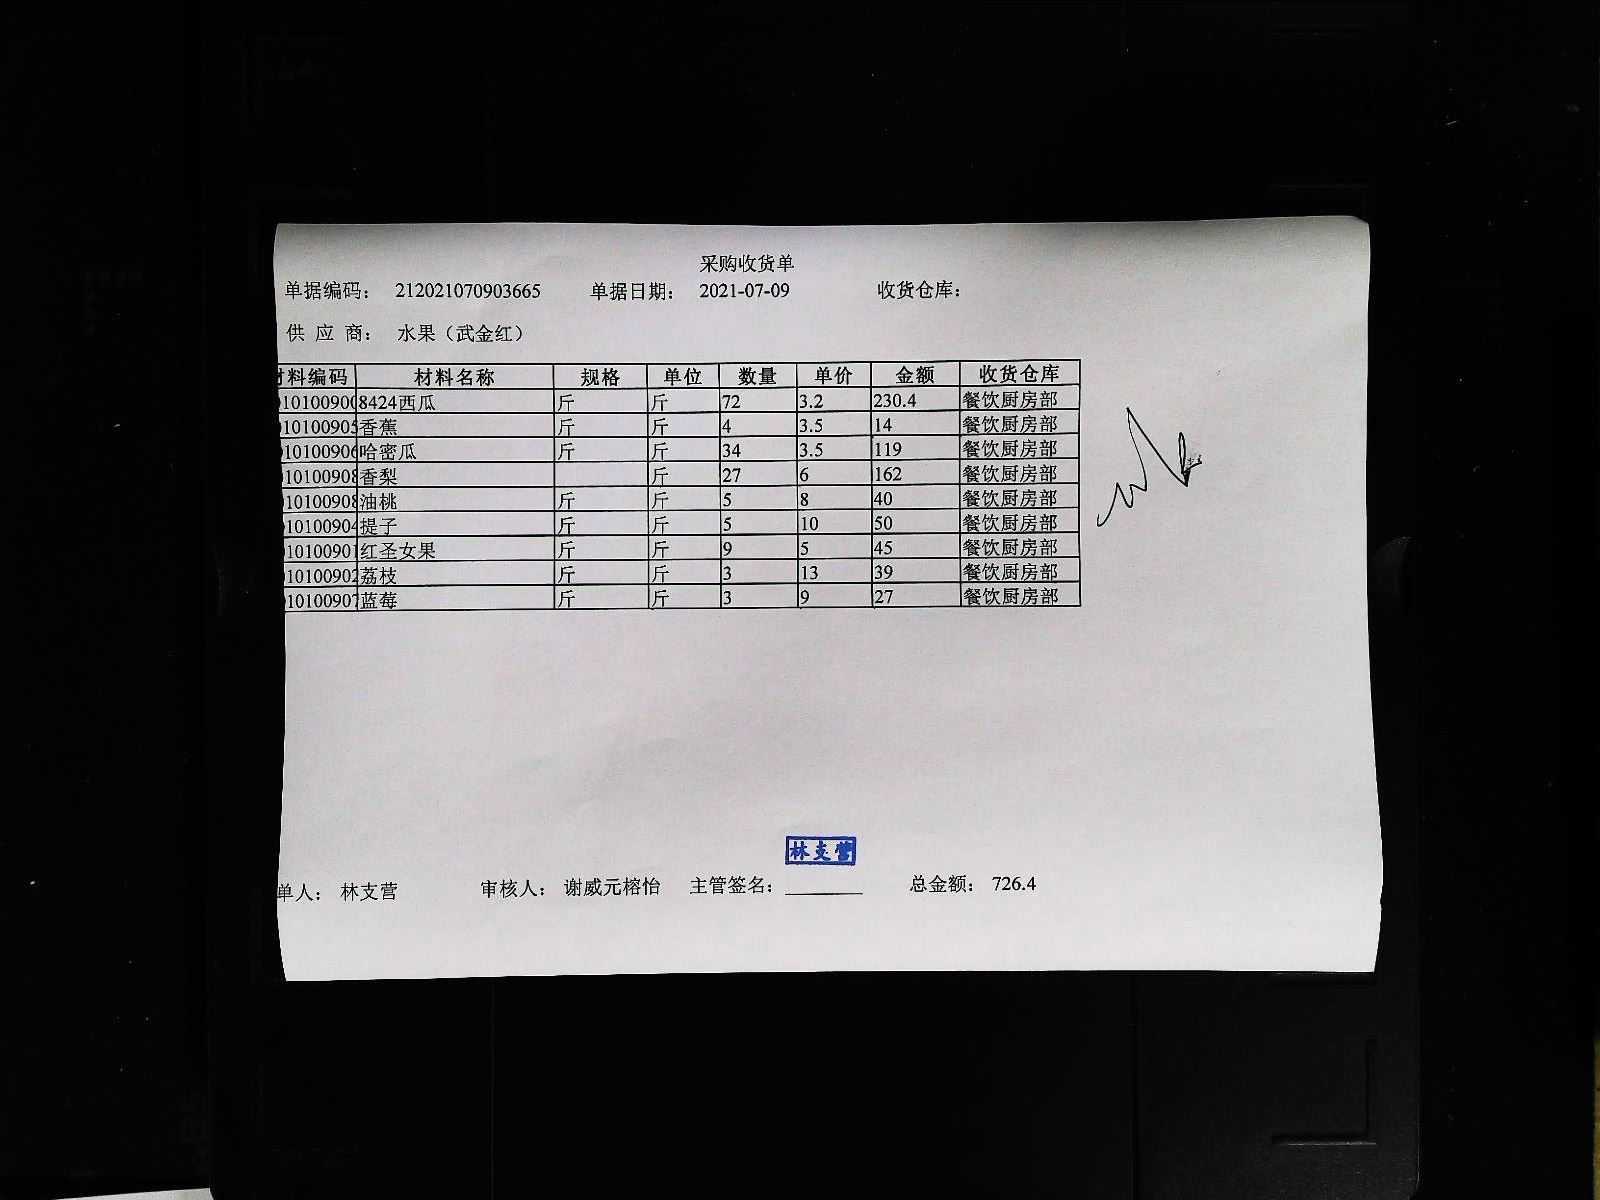 采购收货单
单据编码： 212021070903665 单据日期： 2021-07-09 收货仓库：
供 应 商： 水果（武金红）
材料编码 材料名称 规格 单位 数量 单价 金额 收货仓库
010100900 8424西瓜 斤 斤 72 3.2 230.4 餐饮厨房部
010100905 香蕉 斤 斤 4 3.5 14 餐饮厨房部
010100906 哈密瓜 斤 斤 34 3.5 119 餐饮厨房部
010100908 香梨 斤 27 6 162 餐饮厨房部
010100908 油桃 斤 斤 5 8 40 餐饮厨房部
010100904 提子 斤 斤 5 10 50 餐饮厨房部
010100901 红圣女果 斤 斤 9 5 45 餐饮厨房部
010100902 荔枝 斤 斤 3 13 39 餐饮厨房部
010100907 蓝莓 斤 斤 3 9 27 餐饮厨房部
林支营
单人： 林支营 审核人： 谢威元榕怡 主管签名： 总金额： 726.4